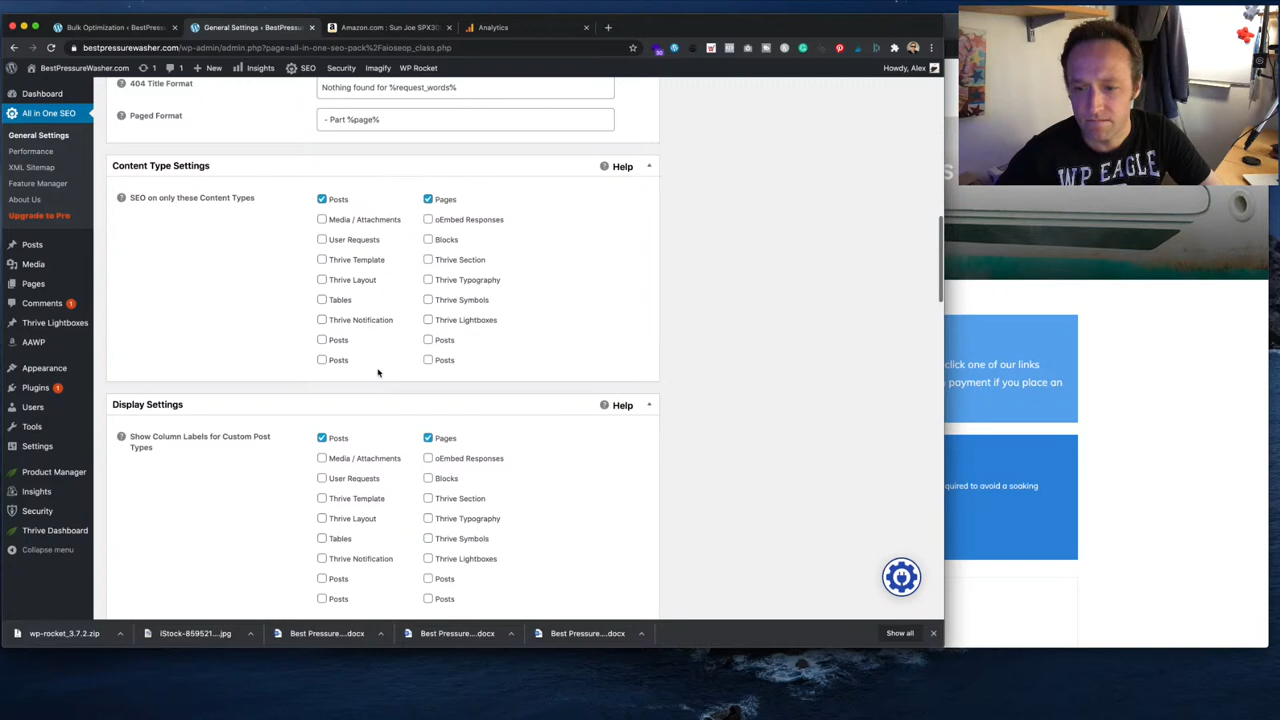 Bulk Optimization ‹ BestPressu
General Settings ‹ BestPressur
Amazon.com : Sun Joe SPX30
Analytics
bestpressurewasher.com/wp-admin/admin.php?page=all-in-one-seo-pack%2Faioseop_class.php
BestPressureWasher.com
1
1
New
Insights
SEO
Security
Imagify
WP Rocket
Howdy, Alex
Dashboard
All in One SEO
General Settings
Performance
XML Sitemap
Feature Manager
About Us
Upgrade to Pro
Posts
Media
Pages
Comments 1
Thrive Lightboxes
AAWP
Appearance
Plugins 1
Users
Tools
Settings
Product Manager
Insights
Security
Thrive Dashboard
Collapse menu
404 Title Format
Nothing found for %request_words%
Paged Format
- Part %page%
Content Type Settings
Help
SEO on only these Content Types
Posts
Pages
Media / Attachments
oEmbed Responses
User Requests
Blocks
Thrive Template
Thrive Section
Thrive Layout
Thrive Typography
Tables
Thrive Symbols
Thrive Notification
Thrive Lightboxes
Posts
Posts
Posts
Posts
Display Settings
Help
Show Column Labels for Custom Post
Types
Posts
Pages
Media / Attachments
oEmbed Responses
User Requests
Blocks
Thrive Template
Thrive Section
Thrive Layout
Thrive Typography
Tables
Thrive Symbols
Thrive Notification
Thrive Lightboxes
Posts
Posts
Posts
Posts
wp-rocket_3.7.2.zip
iStock-859521....jpg
Best Pressure....docx
Best Pressure....docx
Best Pressure....docx
Show all
WP EAGLE
click one of our links
payment if you place an
quired to avoid a soaking